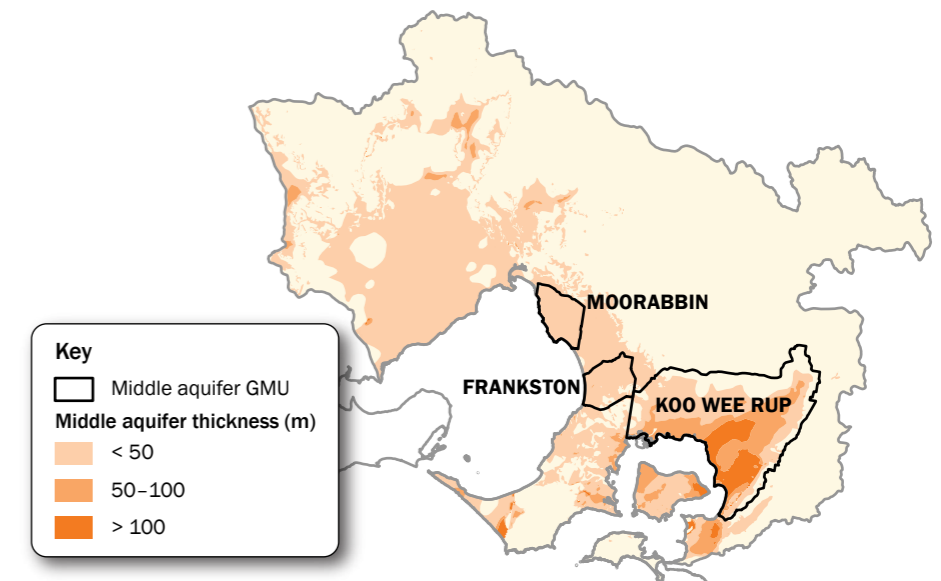 MOORABBIN
FRANKSTON
KOO WEE RUP
Key
Middle aquifer GMU
Middle aquifer thickness (m)
< 50
50–100
> 100